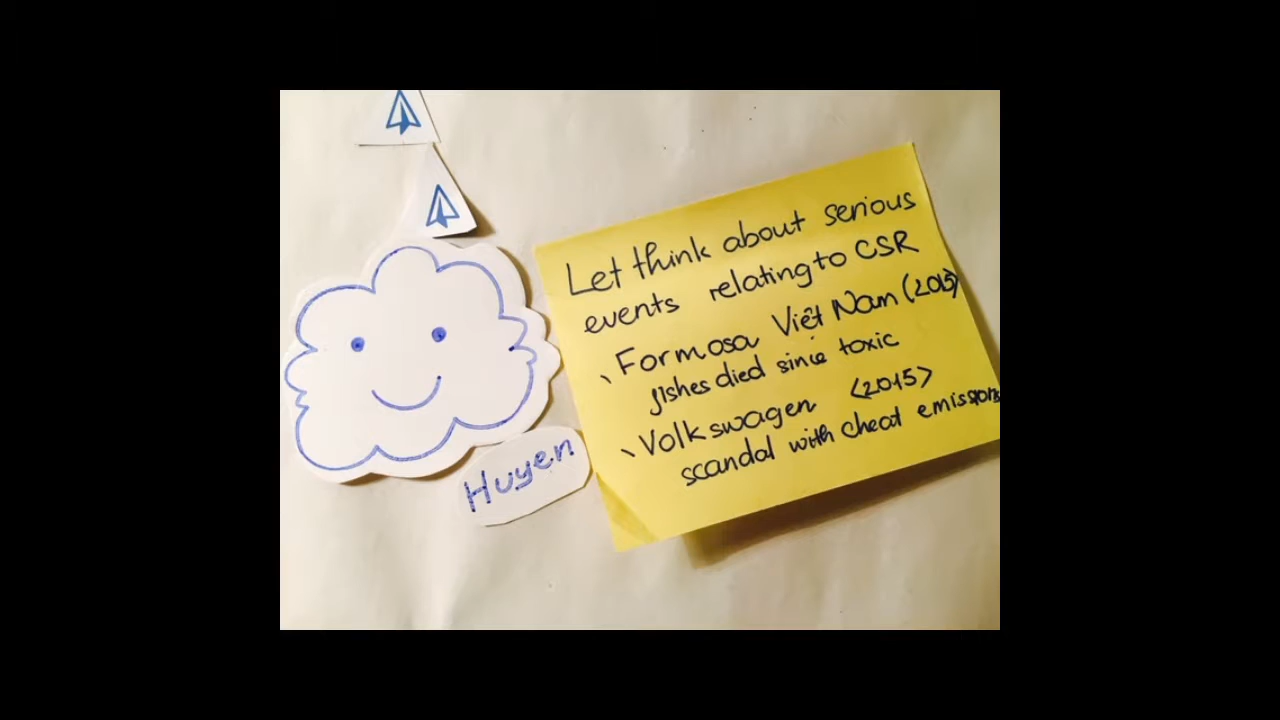 Let think about serious
events relating to CSR
Formosa Việt Nam (2015)
fishes died since toxic
Volkswagen <2015>
scandal with cheat emissions
Huyen